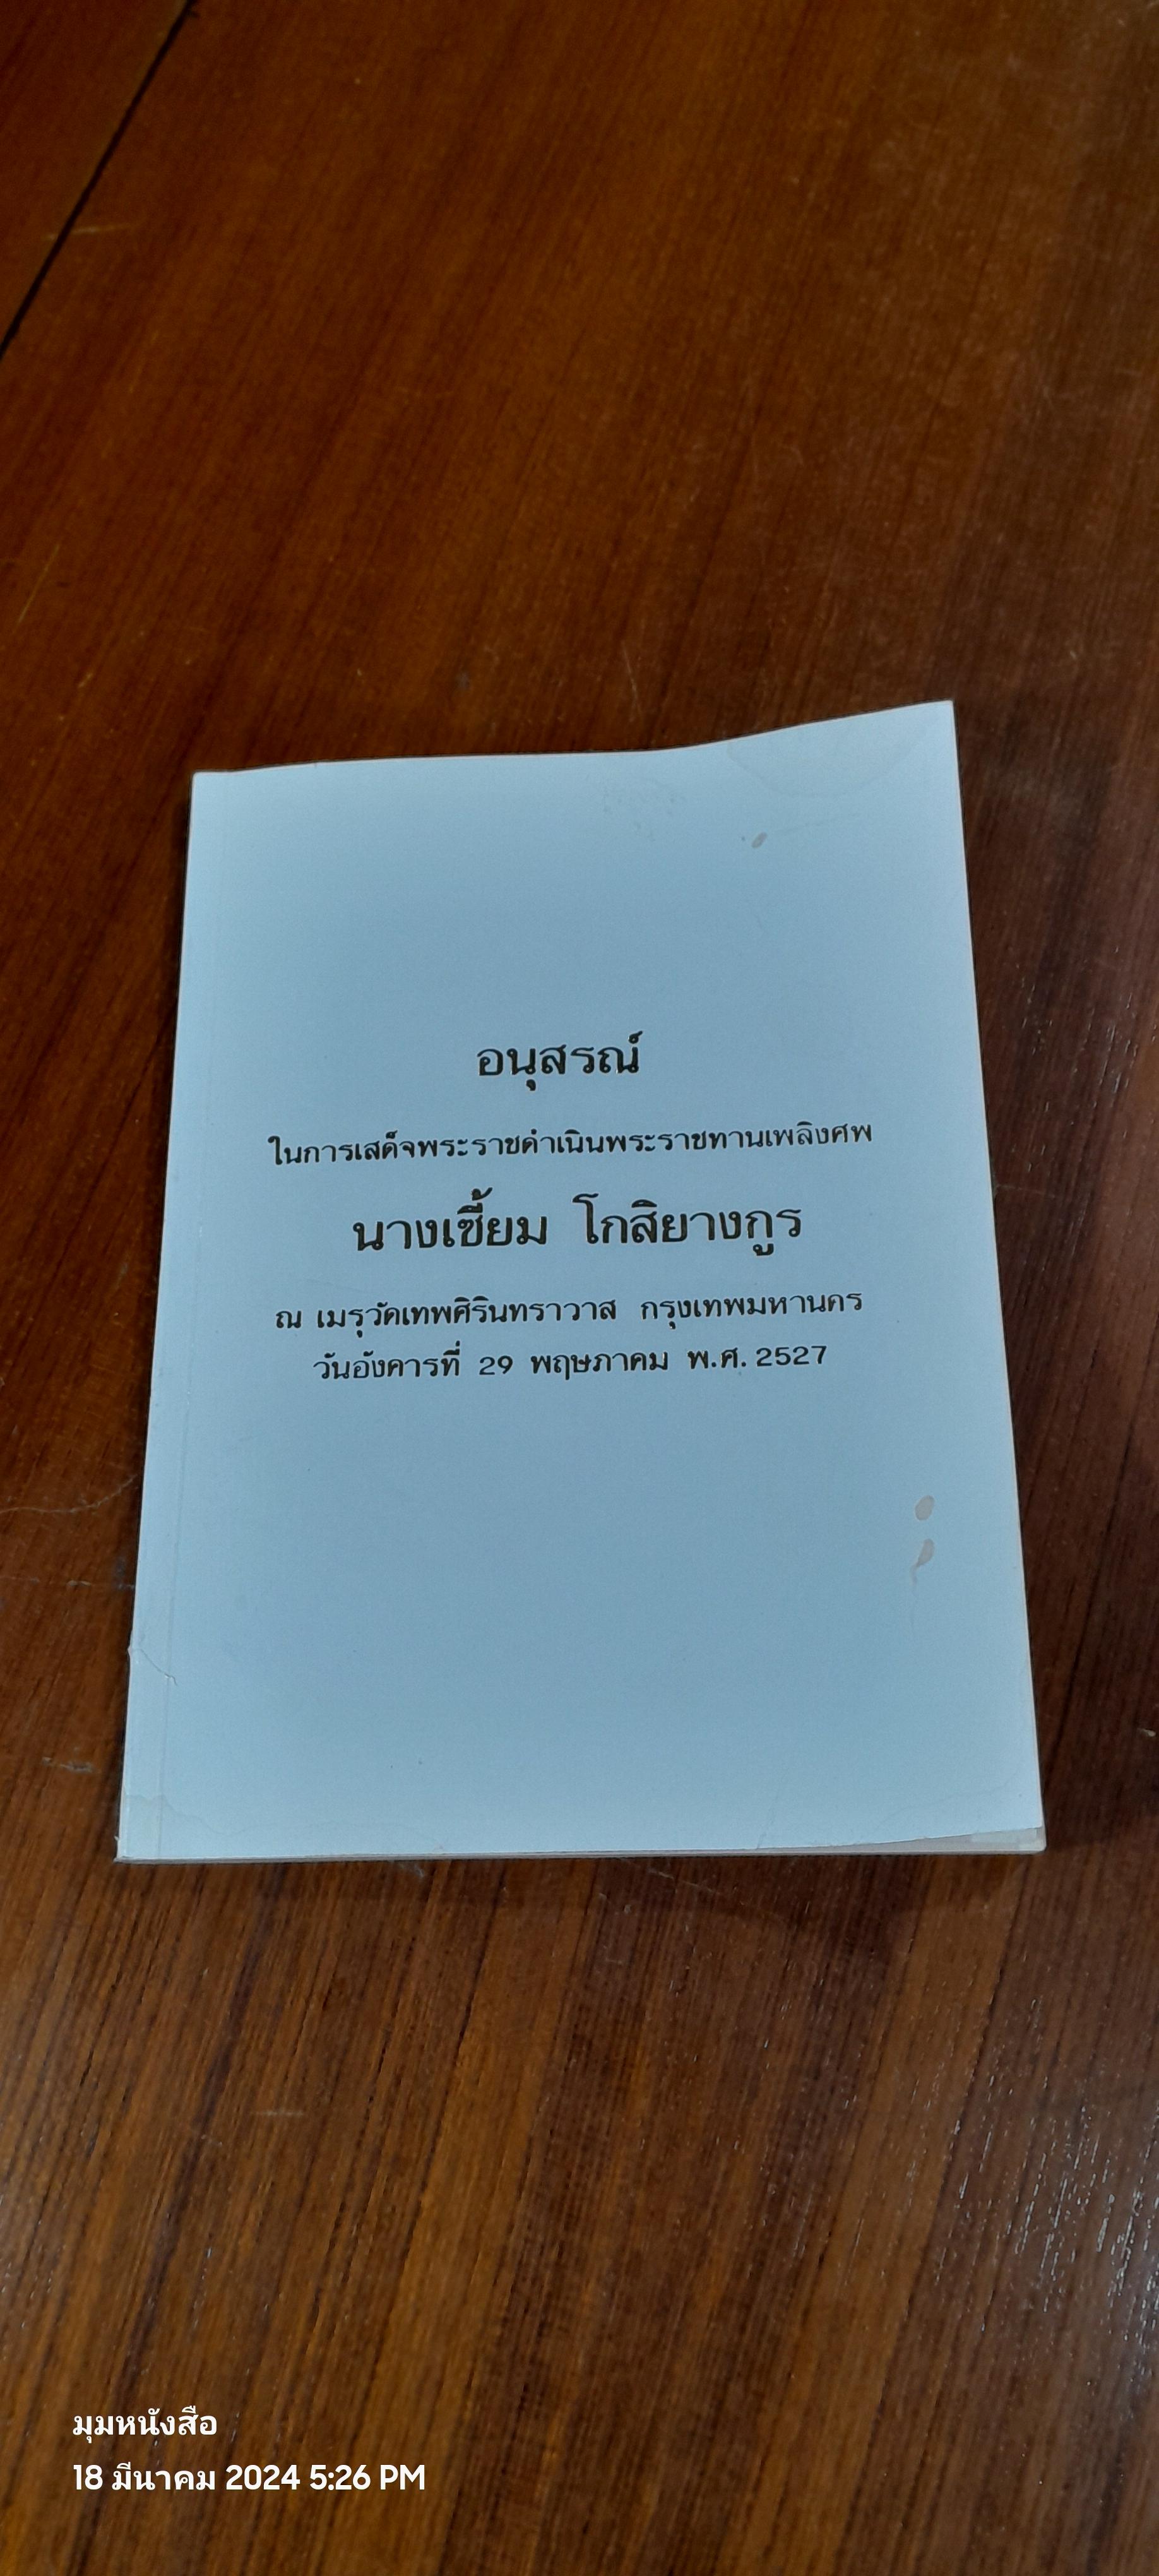 อนุสรณ์
ในการเสด็จพระราชดำเนินพระราชทานเพลิงศพ
นางเซี้ยม โกสิยางกูร
ณ เมรุวัดเทพศิรินทราวาส กรุงเทพมหานคร
วันอังคารที่ 29 พฤษภาคม พ.ศ. 2527
มุมหนังสือ
18 มีนาคม 2024 5:26 PM